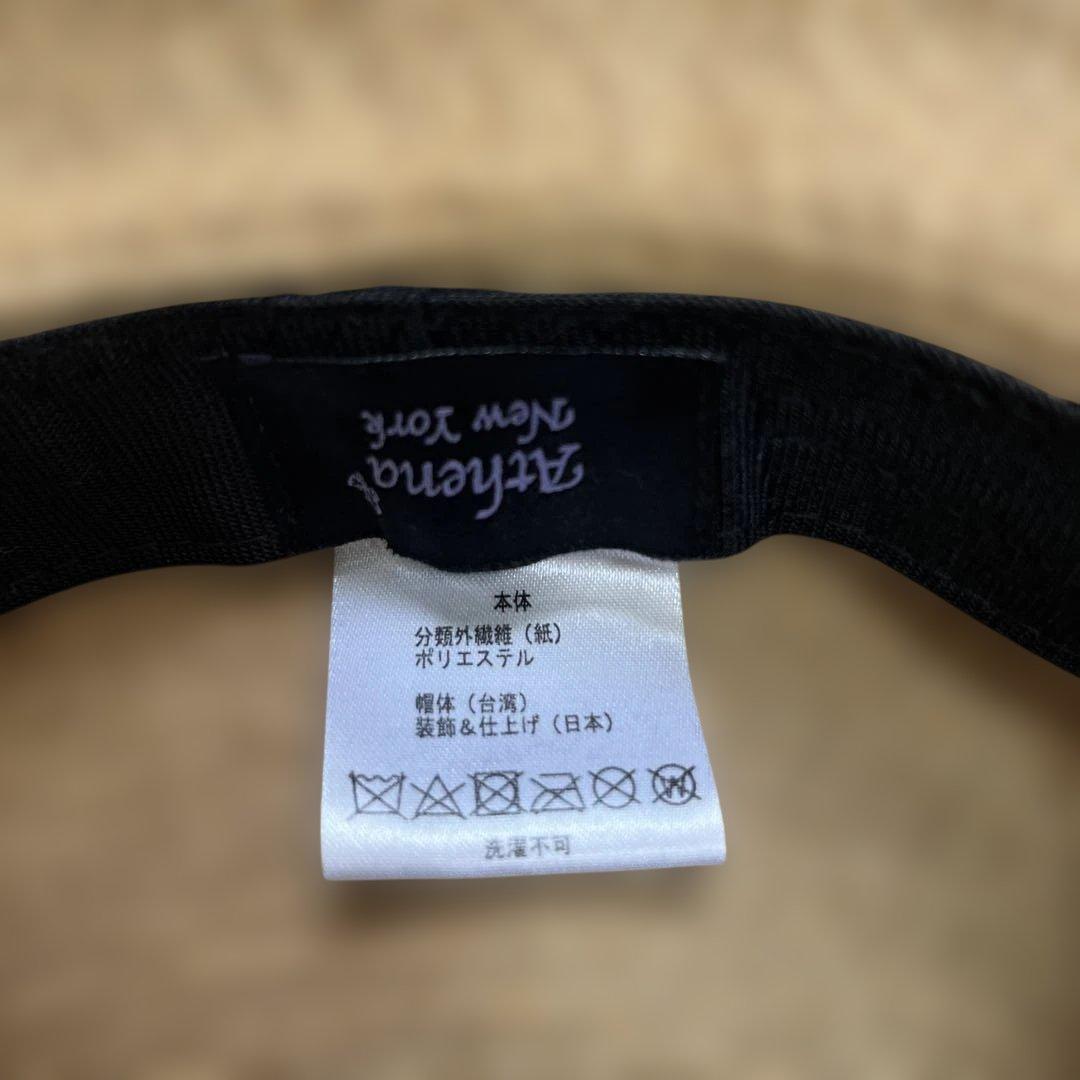 Athena
New York
&
本体
分類外繊維（紙）
ポリエステル
帽体（台湾）
装飾＆仕上げ（日本）
W
洗濯不可